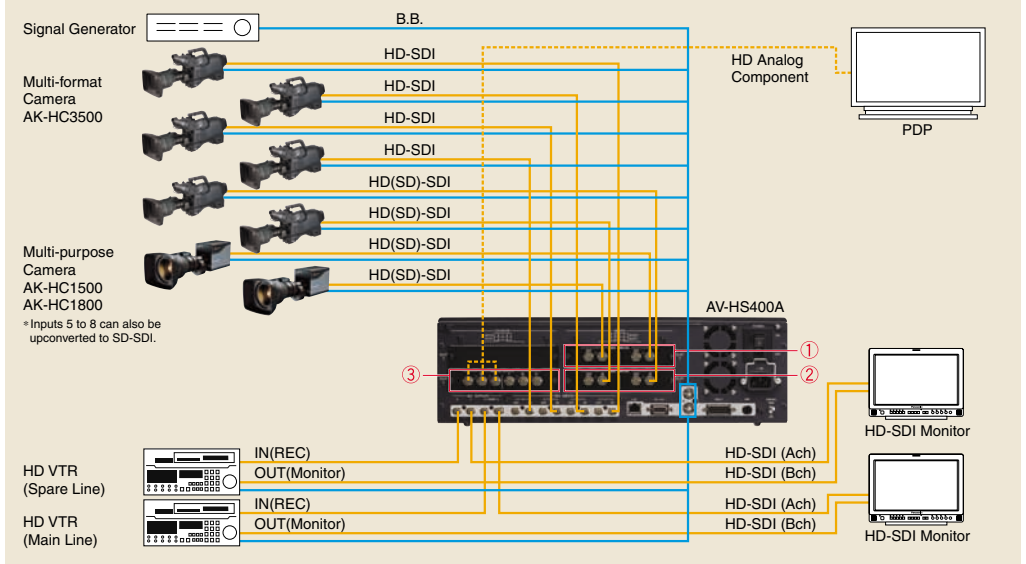 B.B.
Signal Generator
HD-SDI
HD Analog
Component
Multi-format
Camera
AK-HC3500
HD-SDI
HD-SDI
PDP
HD-SDI
HD(SD)-SDI
HD(SD)-SDI
HD(SD)-SDI
Multi-purpose
Camera
AK-HC1500
AK-HC1800
HD(SD)-SDI
*Inputs 5 to 8 can also be
upconverted to SD-SDI.
AV-HS400A
①
②
③
HD-SDI Monitor
IN(REC)
HD-SDI (Ach)
OUT(Monitor)
HD-SDI (Bch)
HD VTR
(Spare Line)
IN(REC)
HD-SDI (Ach)
OUT(Monitor)
HD-SDI (Bch)
HD VTR
(Main Line)
HD-SDI Monitor